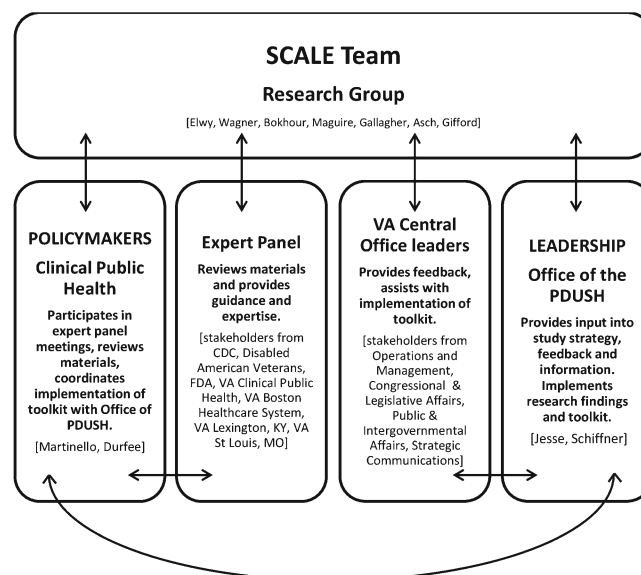 SCALE Team
Research Group
[Elwy, Wagner, Bokhour, Maguire, Gallagher, Asch, Gifford]
POLICYMAKERS
Clinical Public
Health
Participates in
expert panel
meetings, reviews
materials,
coordinates
implementation of
toolkit with Office of
PDUSH.
[Martinello, Durfee]
Expert Panel
Reviews materials
and provides
guidance and
expertise.
[stakeholders from
CDC, Disabled
American Veterans,
FDA, VA Clinical Public
Health, VA Boston
Healthcare System,
VA Lexington, KY, VA
St Louis, MO]
VA Central
Office leaders
Provides feedback,
assists with
implementation of
toolkit.
[stakeholders from
Operations and
Management,
Congressional &
Legislative Affairs,
Public &
Intergovernmental
Affairs, Strategic
Communications]
LEADERSHIP
Office of the
PDUSH
Provides input into
study strategy,
feedback and
information.
Implements
research findings
and toolkit.
[Jesse, Schiffner]